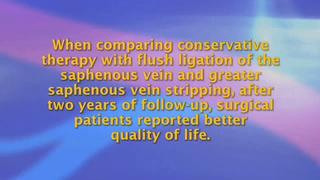 When comparing conservative
therapy with flush ligation of the
saphenous vein and greater
saphenous vein stripping, after
two years of follow-up, surgical
patients reported better
quality of life.